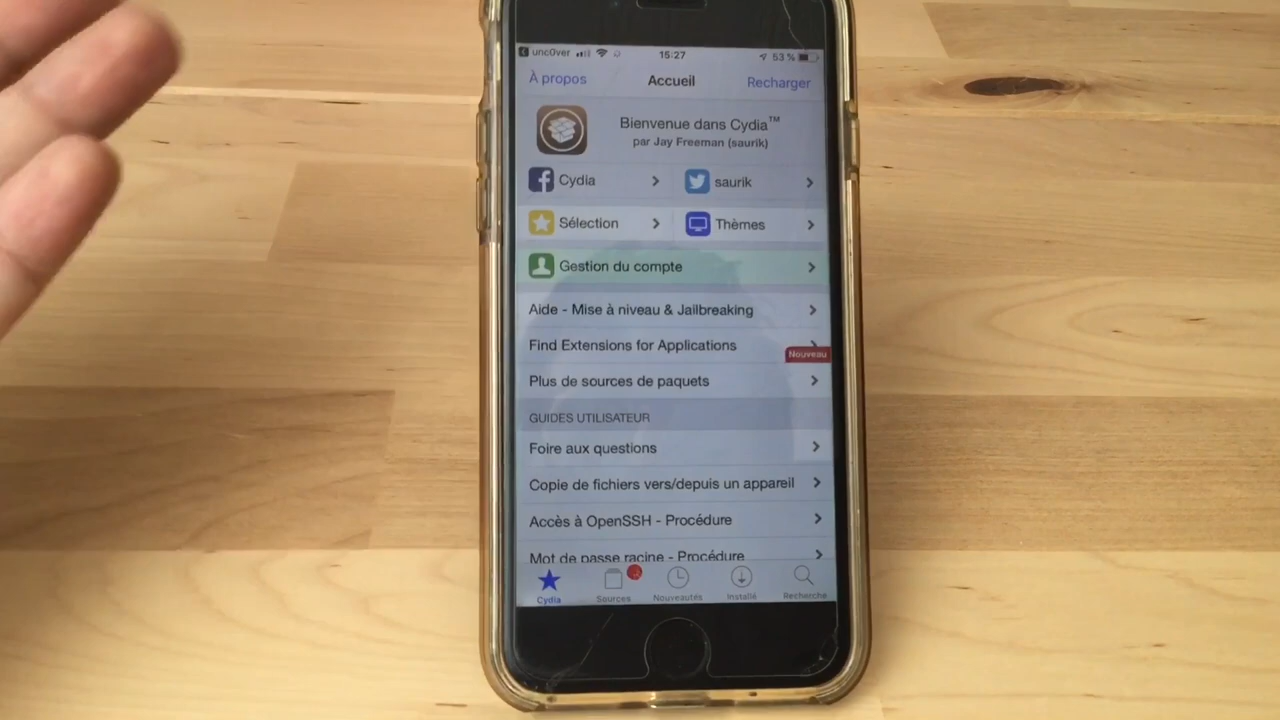 unc0ver 15:27 53 %
À propos Accueil Recharger
Bienvenue dans Cydia™
par Jay Freeman (saurik)
Cydia saurik
Sélection Thèmes
Gestion du compte
Aide - Mise à niveau & Jailbreaking
Find Extensions for Applications
Nouveau
Plus de sources de paquets
GUIDES UTILISATEUR
Foire aux questions
Copie de fichiers vers/depuis un appareil
Accès à OpenSSH - Procédure
Mot de passe racine - Procédure
Cydia Sources Nouveautés Installé Recherche